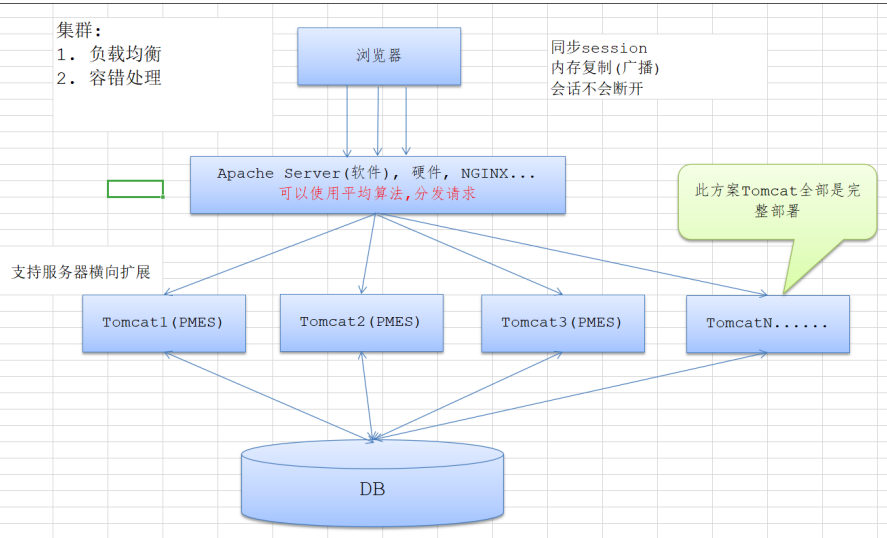 集群:
1. 负载均衡
2. 容错处理
浏览器
同步session
内存复制(广播)
会话不会断开
Apache Server(软件), 硬件, NGINX...
可以使用平均算法,分发请求
此方案Tomcat全部是完
整部署
支持服务器横向扩展
Tomcat1(PMES)
Tomcat2(PMES)
Tomcat3(PMES)
TomcatN......
DB